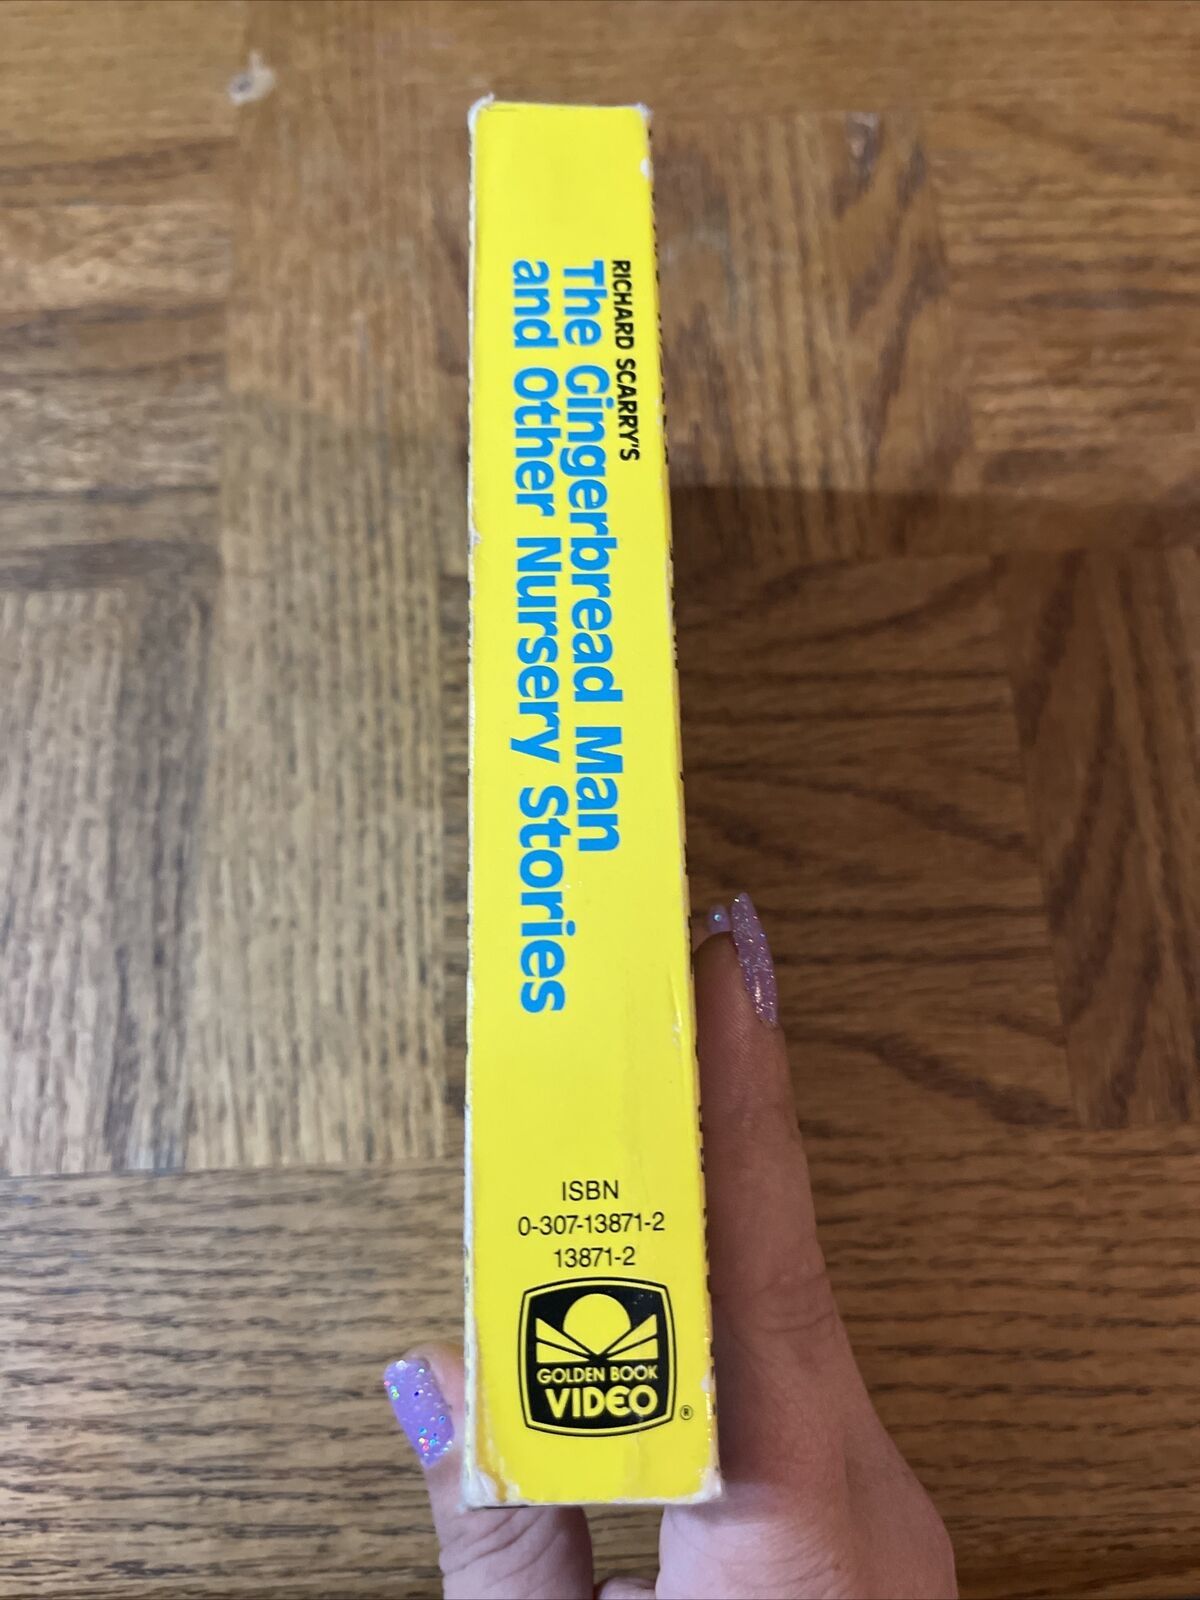 RICHARD SCARRY'S
The Gingerbread Man
and Other Nursery Stories
ISBN
0-307-13871-2
13871-2
GOLDEN BOOK
VIDEO
®